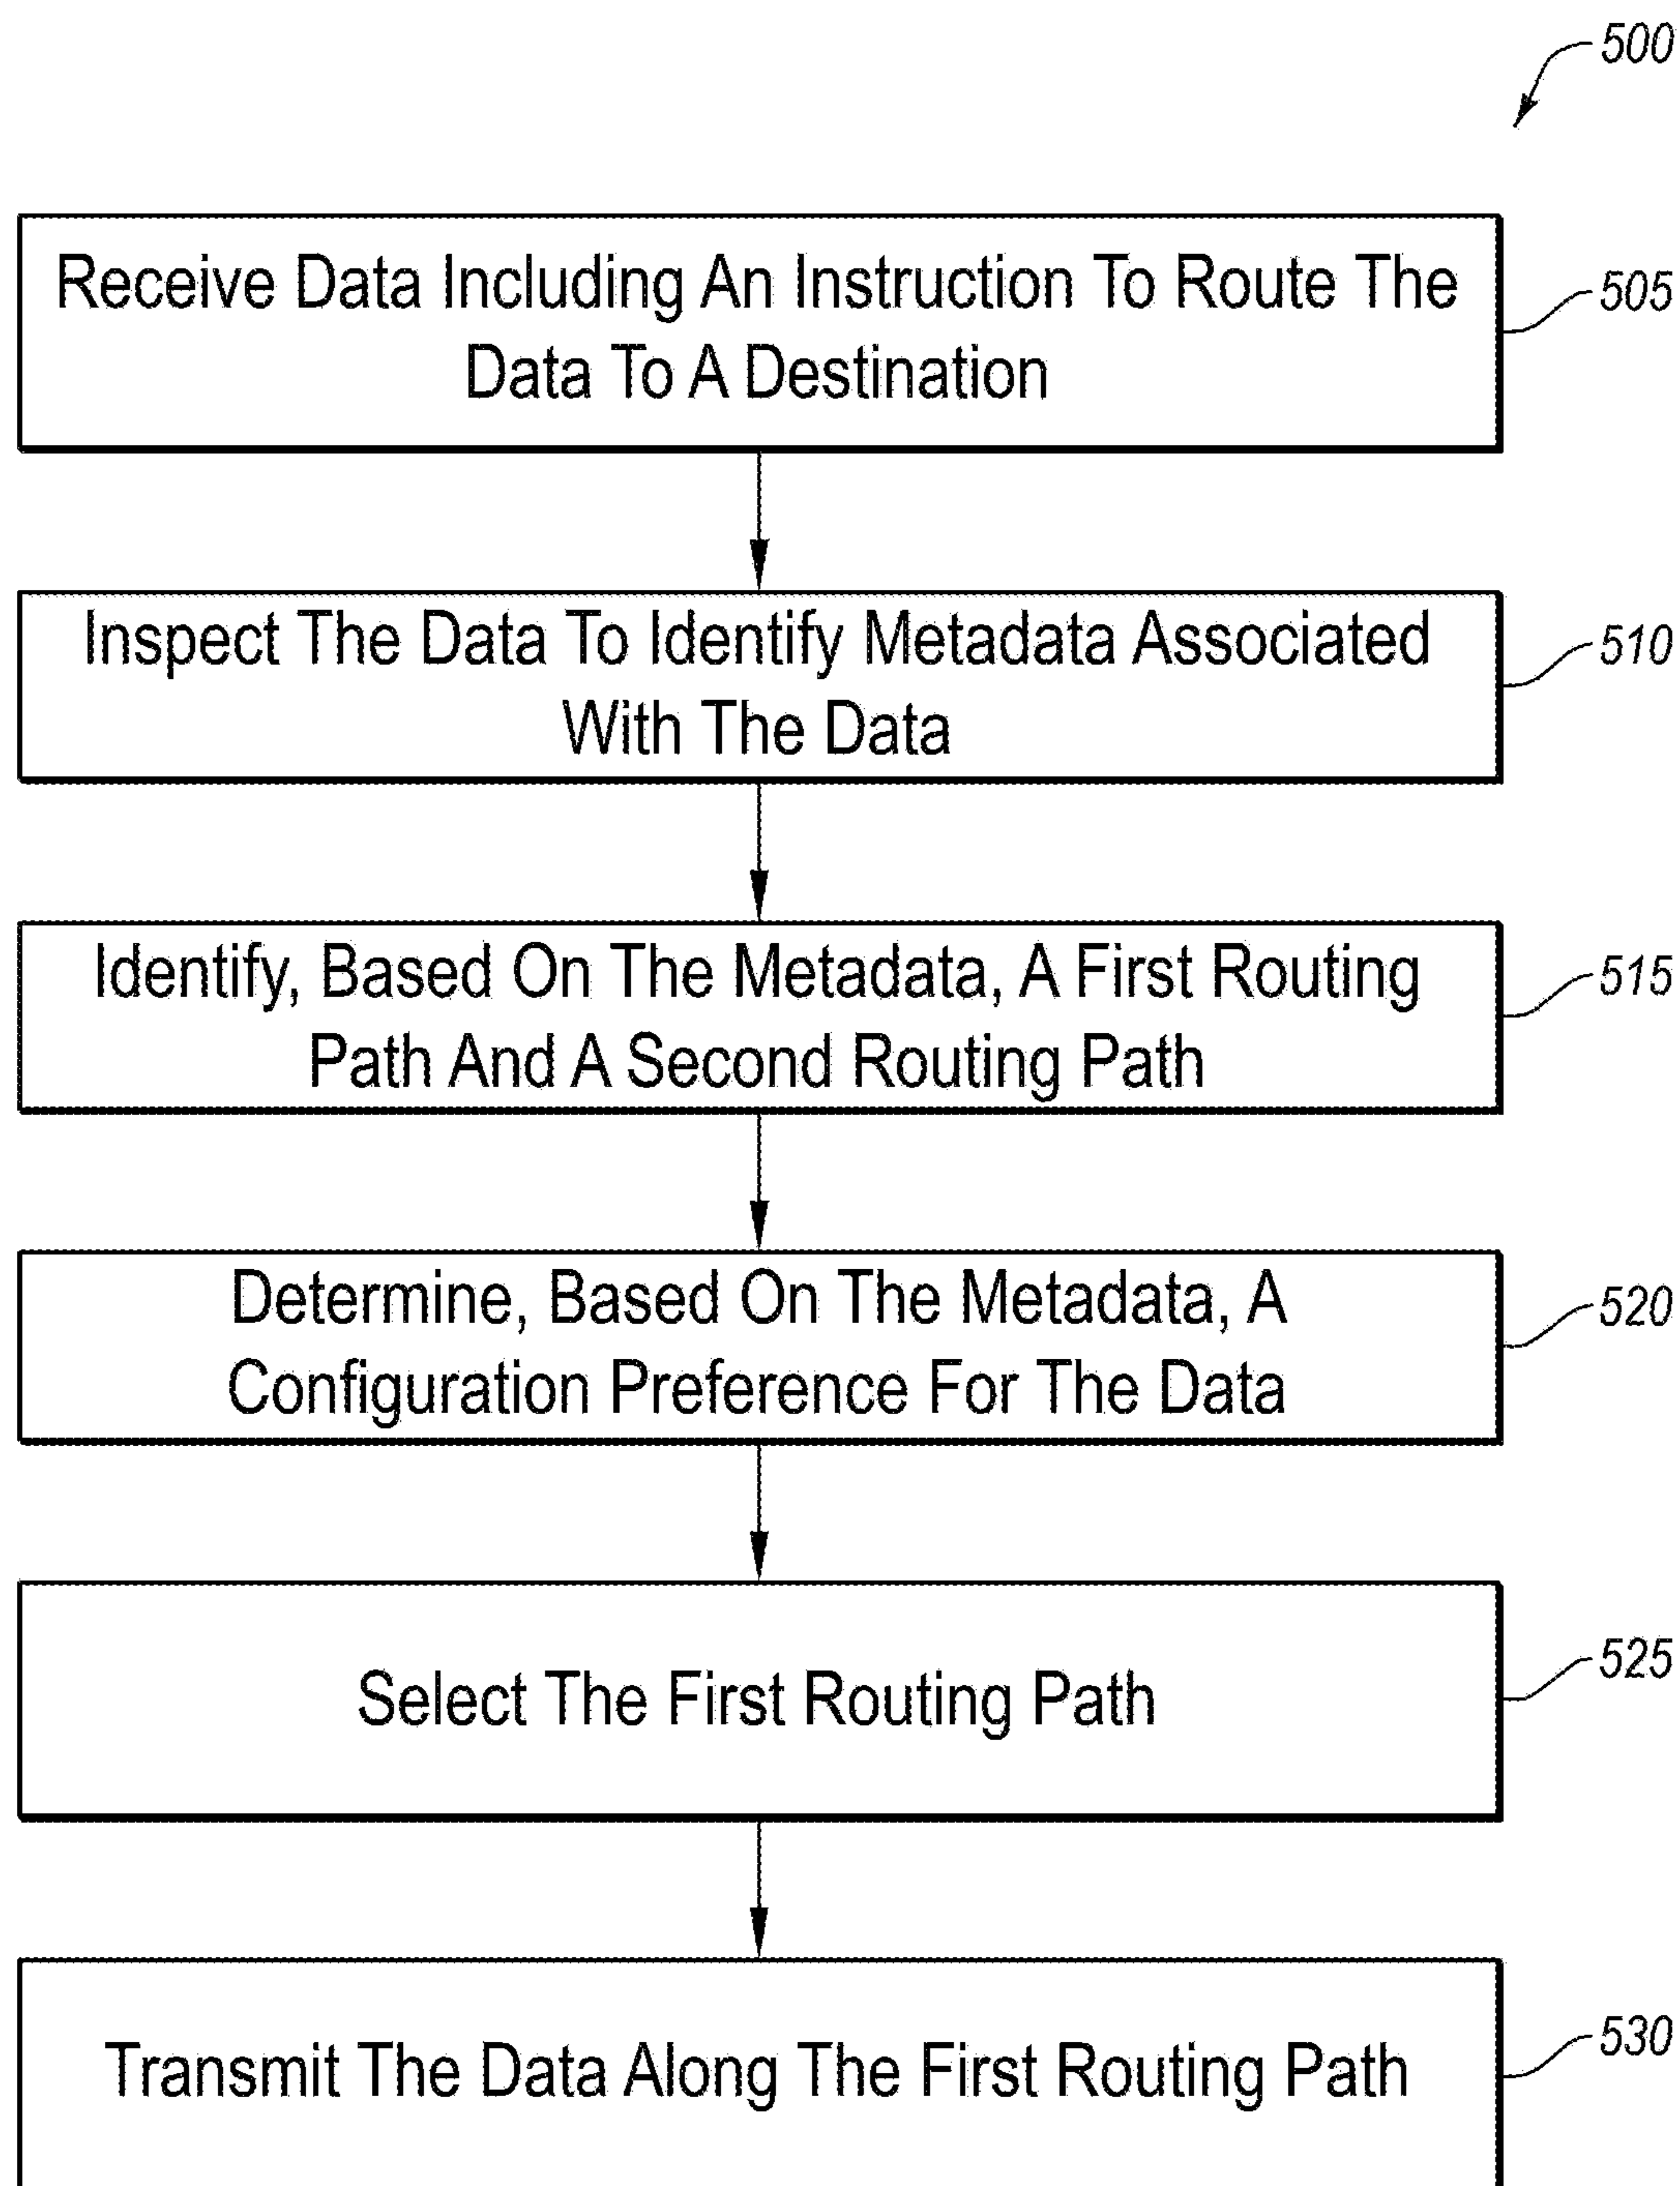 500
Receive Data Including An Instruction To Route The
Data To A Destination
505
Inspect The Data To Identify Metadata Associated
With The Data
510
Identify, Based On The Metadata, A First Routing
Path And A Second Routing Path
515
Determine, Based On The Metadata, A
Configuration Preference For The Data
520
Select The First Routing Path
525
Transmit The Data Along The First Routing Path
530